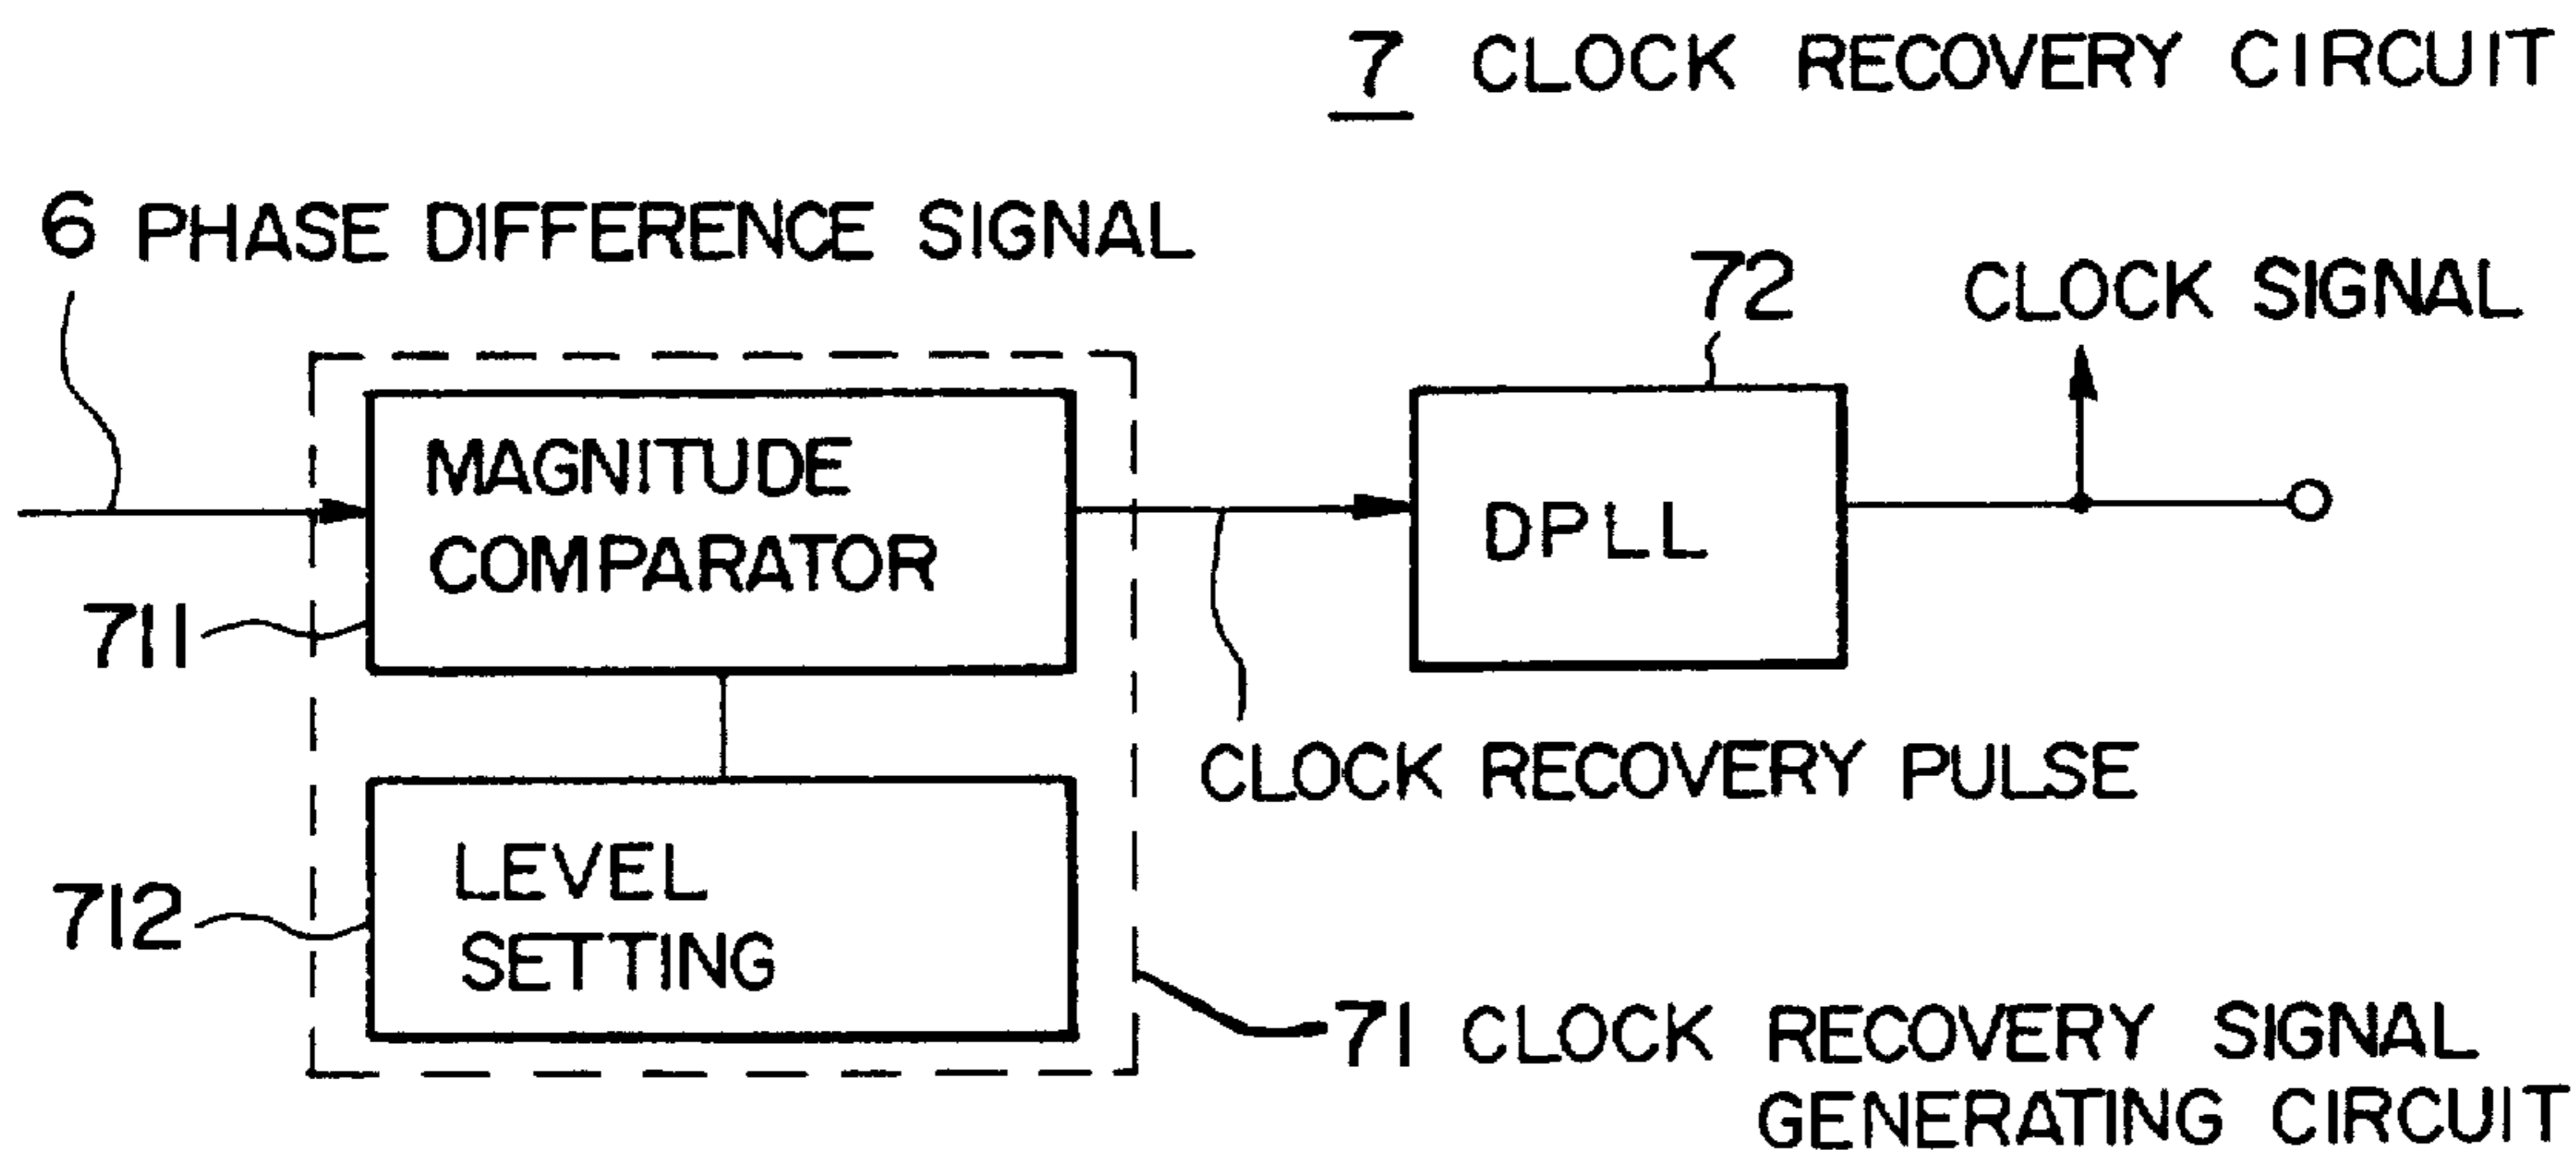 7 CLOCK RECOVERY CIRCUIT
6 PHASE DIFFERENCE SIGNAL
72
CLOCK SIGNAL
MAGNITUDE
COMPARATOR
DPLL
711
CLOCK RECOVERY PULSE
LEVEL
SETTING
712
71 CLOCK RECOVERY SIGNAL
GENERATING CIRCUIT